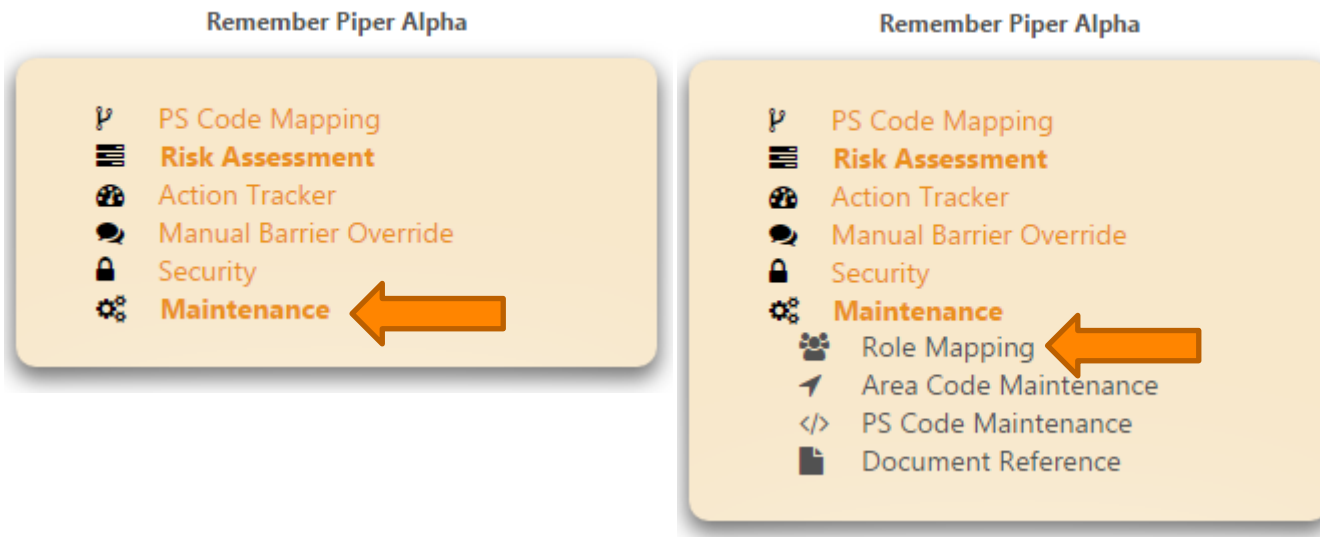 Remember Piper Alpha
PS Code Mapping
Risk Assessment
Action Tracker
Manual Barrier Override
Security
Maintenance
Remember Piper Alpha
PS Code Mapping
Risk Assessment
Action Tracker
Manual Barrier Override
Security
Maintenance
Role Mapping
Area Code Maintenance
</> PS Code Maintenance
Document Reference